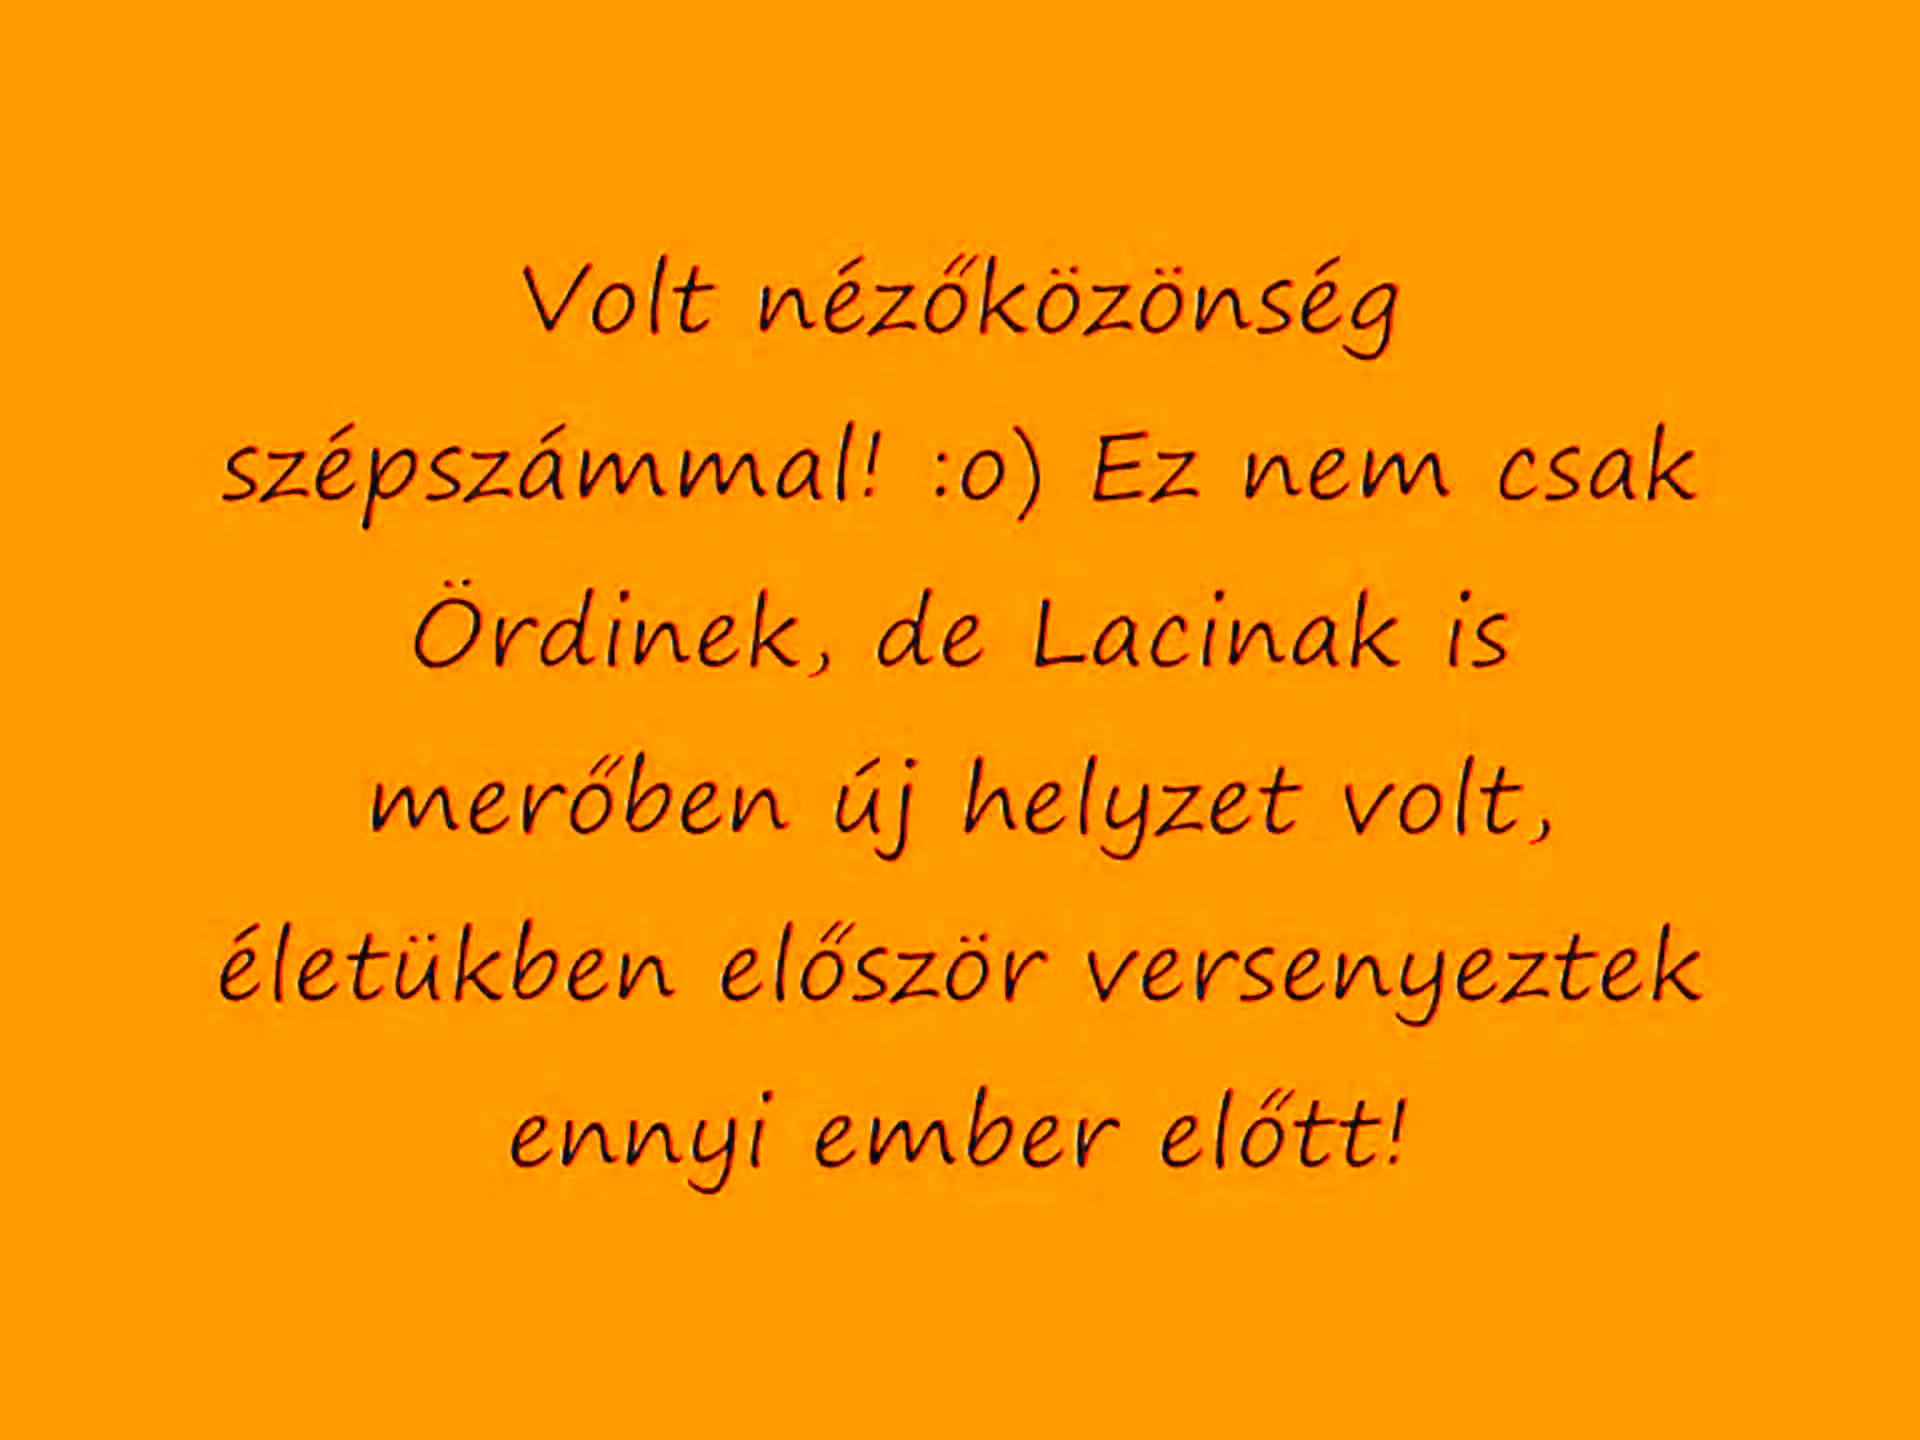 Volt nézőközönség
szépszámmal! :o) Ez nem csak
Ördinek, de Lacinak is
merőben új helyzet volt,
életükben először versenyeztek
ennyi ember előtt!